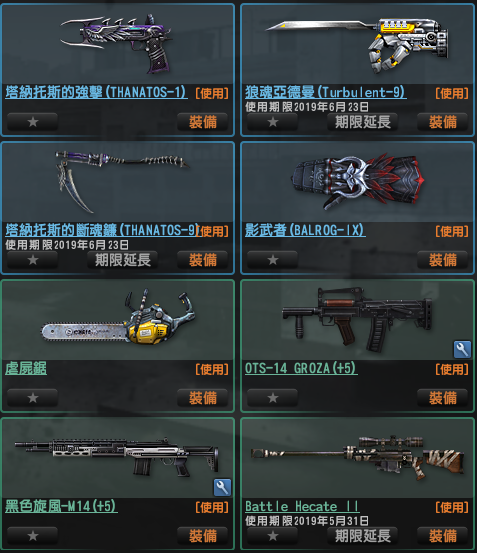 塔納托斯的強擊(THANATOS-1) [使用]
★ 裝備
狼魂亞德曼(Turbulent-9) [使用]
使用期限2019年6月23日
★ 期限延長 裝備
塔納托斯的斷魂鐮(THANATOS-9) [使用]
使用期限2019年6月23日
★ 期限延長 裝備
影武者(BALROG-IX) [使用]
★ 裝備
虐屍鋸 [使用]
★ 裝備
OTS-14 GROZA(+5) [使用]
★ 裝備
黑色旋風-M14(+5) [使用]
★ 裝備
Battle Hecate II [使用]
使用期限2019年5月31日
★ 期限延長 裝備